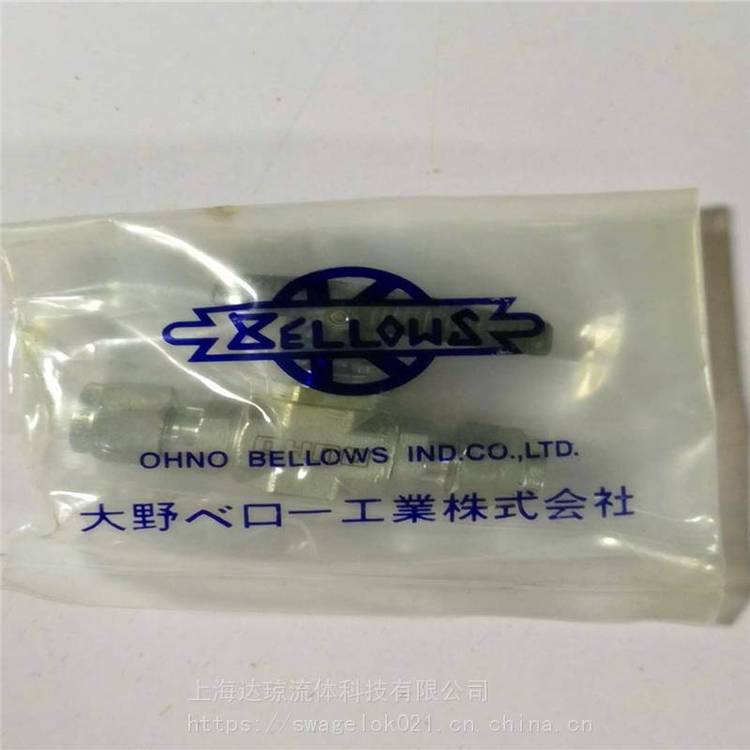 BELLOWS
OHNO
OHNO BELLOWS IND.CO.,LTD.
大野ベロー工業株式会社
上海达琼流体科技有限公司
https://swagelok021.cn.china.cn